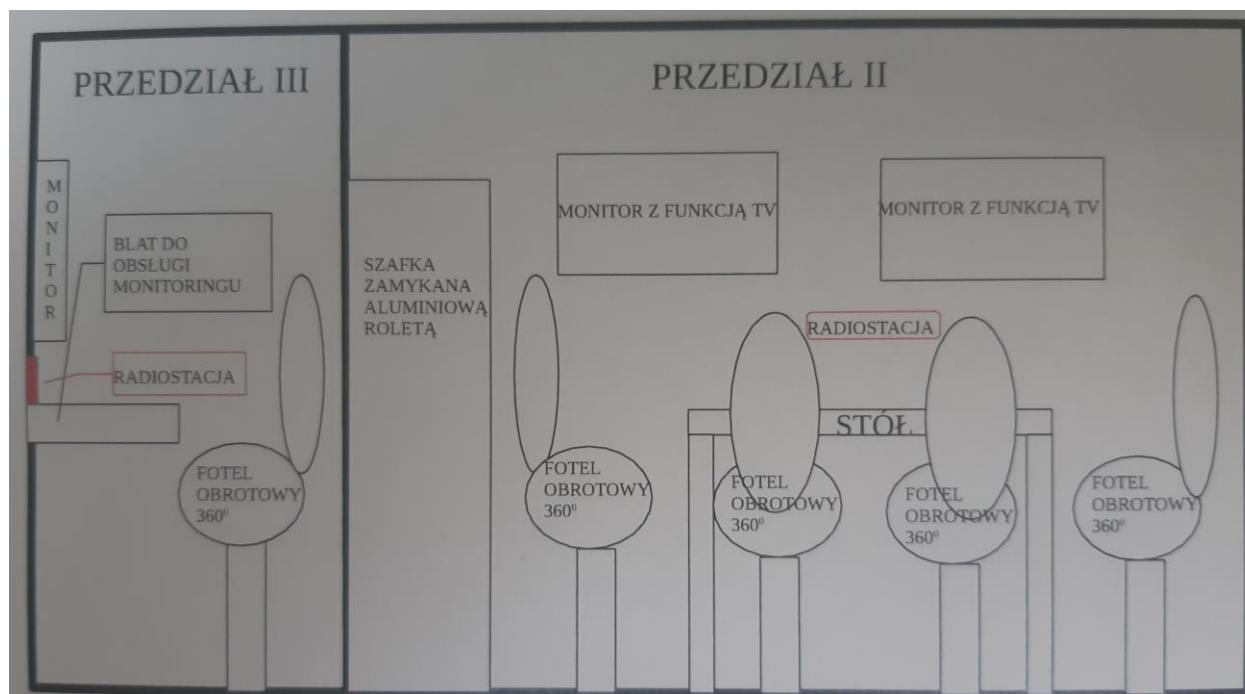 PRZEDZIAŁ III
MONITOR
BLAT DO
OBSŁUGI
MONITORINGU
RADIOSTACJA
FOTEL
OBROTOWY
360⁰
PRZEDZIAŁ II
SZAFKA
ZAMYKANA
ALUMINIOWĄ
ROLETĄ
MONITOR Z FUNKCJĄ TV
MONITOR Z FUNKCJĄ TV
RADIOSTACJA
STÓŁ
FOTEL
OBROTOWY
360⁰
FOTEL
OBROTOWY
360⁰
FOTEL
OBROTOWY
360⁰
FOTEL
OBROTOWY
360⁰